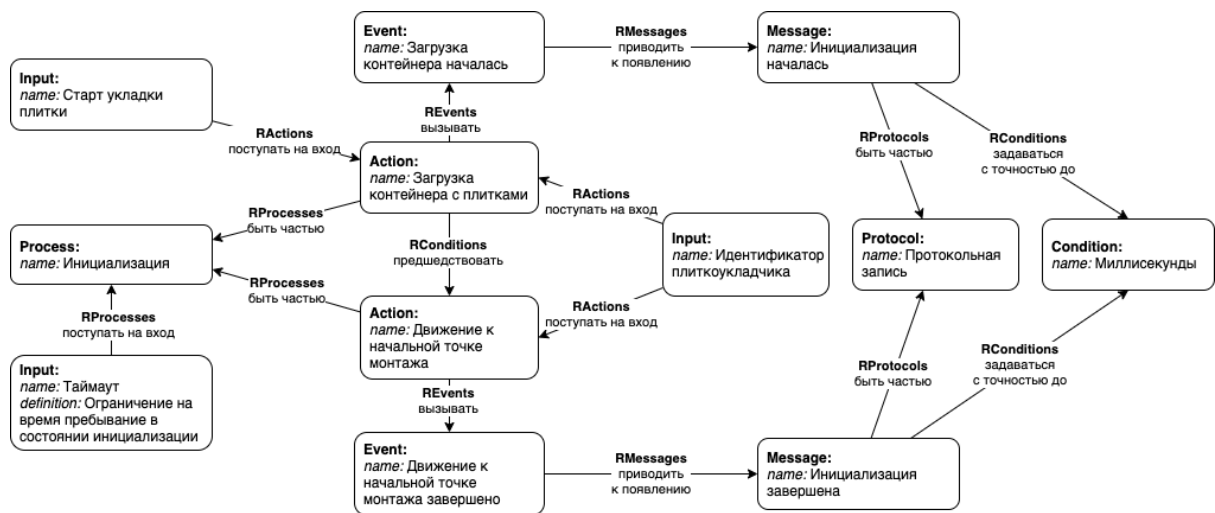 Event:
name: Загрузка
контейнера началась
RMessages
приводить
к появлению
Message:
name: Инициализация
началась
Input:
name: Старт укладки
плитки
REvents
вызывать
RActions
поступать на вход
RProtocols
быть частью
RConditions
задаваться
с точностью до
Action:
name: Загрузка
контейнера с плитками
RActions
поступать на вход
RProcesses
быть частью
Process:
name: Инициализация
RConditions
предшедствовать
Input:
name: Идентификатор
плиткоукладчика
Protocol:
name: Протокольная
запись
Condition:
name: Миллисекунды
RProcesses
быть частью
RActions
поступать на вход
Action:
name: Движение к
начальной точке
монтажа
RProcesses
поступать на вход
Input:
name: Таймаут
definition: Ограничение на
время пребывание в
состоянии инициализации
REvents
вызывать
RProtocols
быть частью
RConditions
задаваться
с точностью до
Event:
name: Движение к
начальной точке
монтажа завершено
RMessages
приводить
к появлению
Message:
name: Инициализация
завершена